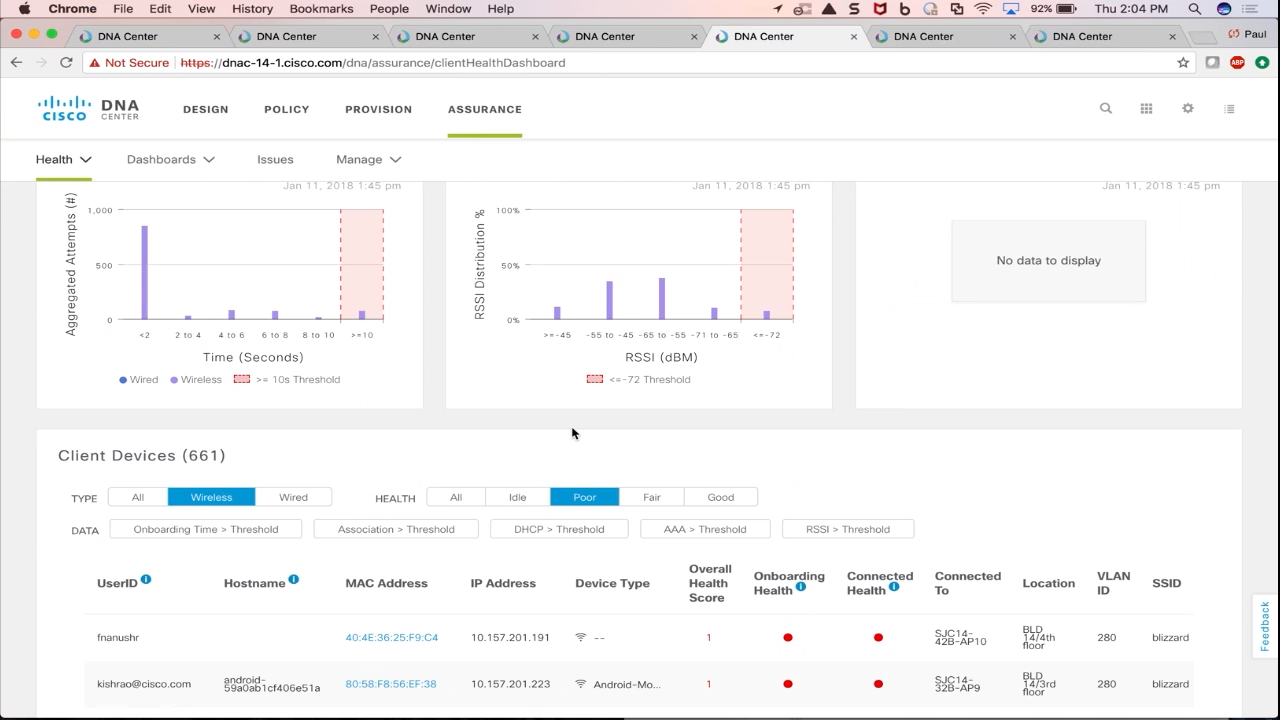 Chrome File Edit View History Bookmarks People Window Help 92% Thu 2:04 PM
DNA Center × DNA Center × DNA Center × DNA Center × DNA Center × DNA Center × DNA Center × Paul
Not Secure https://dnac-14-1.cisco.com/dna/assurance/clientHealthDashboard ABP
CISCO DNA CENTER DESIGN POLICY PROVISION ASSURANCE
Health Dashboards Issues Manage
Jan 11, 2018 1:45 pm
Aggregated Attempts (#)
1,000
500
0
<2 2 to 4 4 to 6 6 to 8 8 to 10 >=10
Time (Seconds)
Wired Wireless >= 10s Threshold
Jan 11, 2018 1:45 pm
RSSI Distribution %
100%
50%
0%
>=-45 -55 to -45 -65 to -55 -71 to -65 <=-72
RSSI (dBM)
<=-72 Threshold
Jan 11, 2018 1:45 pm
No data to display
Client Devices (661)
TYPE All Wireless Wired HEALTH All Idle Poor Fair Good
DATA Onboarding Time > Threshold Association > Threshold DHCP > Threshold AAA > Threshold RSSI > Threshold
UserID Hostname MAC Address IP Address Device Type Overall Health Score Onboarding Health Connected Health Connected To Location VLAN ID SSID
fnanushr 40:4E:36:25:F9:C4 10.157.201.191 -- 1 SJC14-42B-AP10 BLD 14/4th floor 280 blizzard
kishrao@cisco.com android-59a0ab1cf406e51a 80:58:F8:56:EF:38 10.157.201.223 Android-Mo... 1 SJC14-32B-AP9 BLD 14/3rd floor 280 blizzard
Feedback